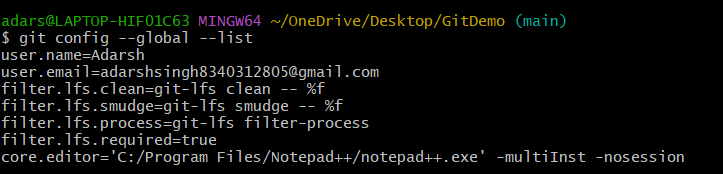 adars@LAPTOP-HIF01C63 MINGW64 ~/OneDrive/Desktop/GitDemo (main)
$ git config --global --list
user.name=Adarsh
user.email=adarshsingh8340312805@gmail.com
filter.lfs.clean=git-lfs clean -- %f
filter.lfs.smudge=git-lfs smudge -- %f
filter.lfs.process=git-lfs filter-process
filter.lfs.required=true
core.editor='C:/Program Files/Notepad++/notepad++.exe' -multiInst -nosession